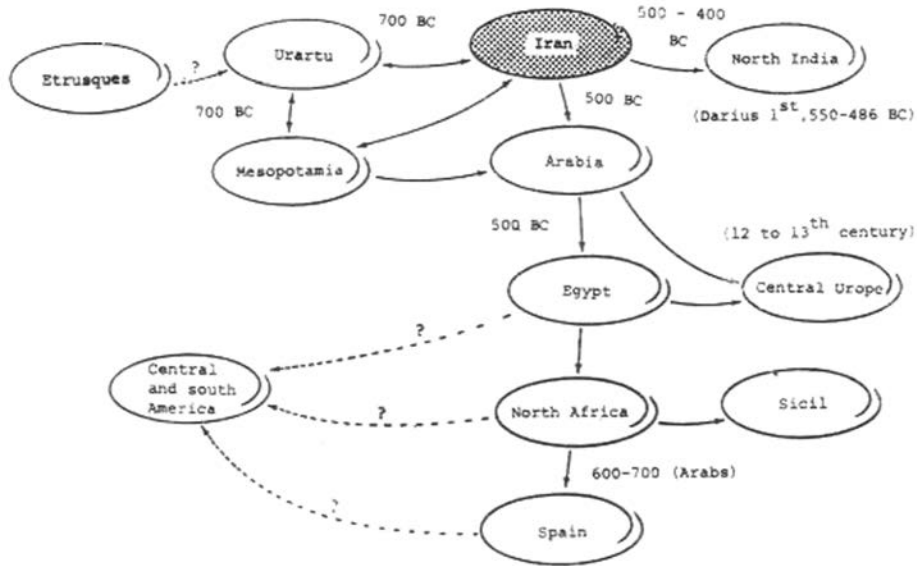 700 BC
500 - 400
BC
Urartu
Iran
North India
Etrusques
?
700 BC
500 BC
(Darius 1st,550-486 BC)
Mesopotamia
Arabia
500 BC
(12 to 13th century)
Egypt
Central Urope
?
Central
and south
America
?
North Africa
Sicil
600-700 (Arabs)
?
Spain